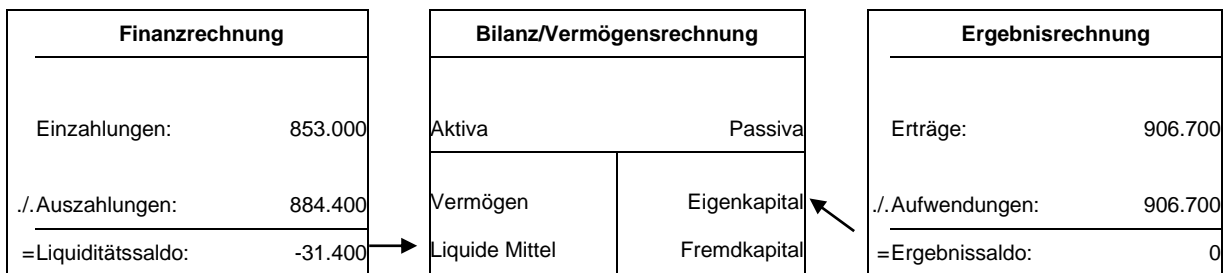 Finanzrechnung
Einzahlungen: 853.000
./. Auszahlungen: 884.400
= Liquiditätssaldo: -31.400
Bilanz/Vermögensrechnung
Aktiva Passiva
Vermögen Eigenkapital
Liquide Mittel Fremdkapital
Ergebnisrechnung
Erträge: 906.700
./. Aufwendungen: 906.700
= Ergebnissaldo: 0